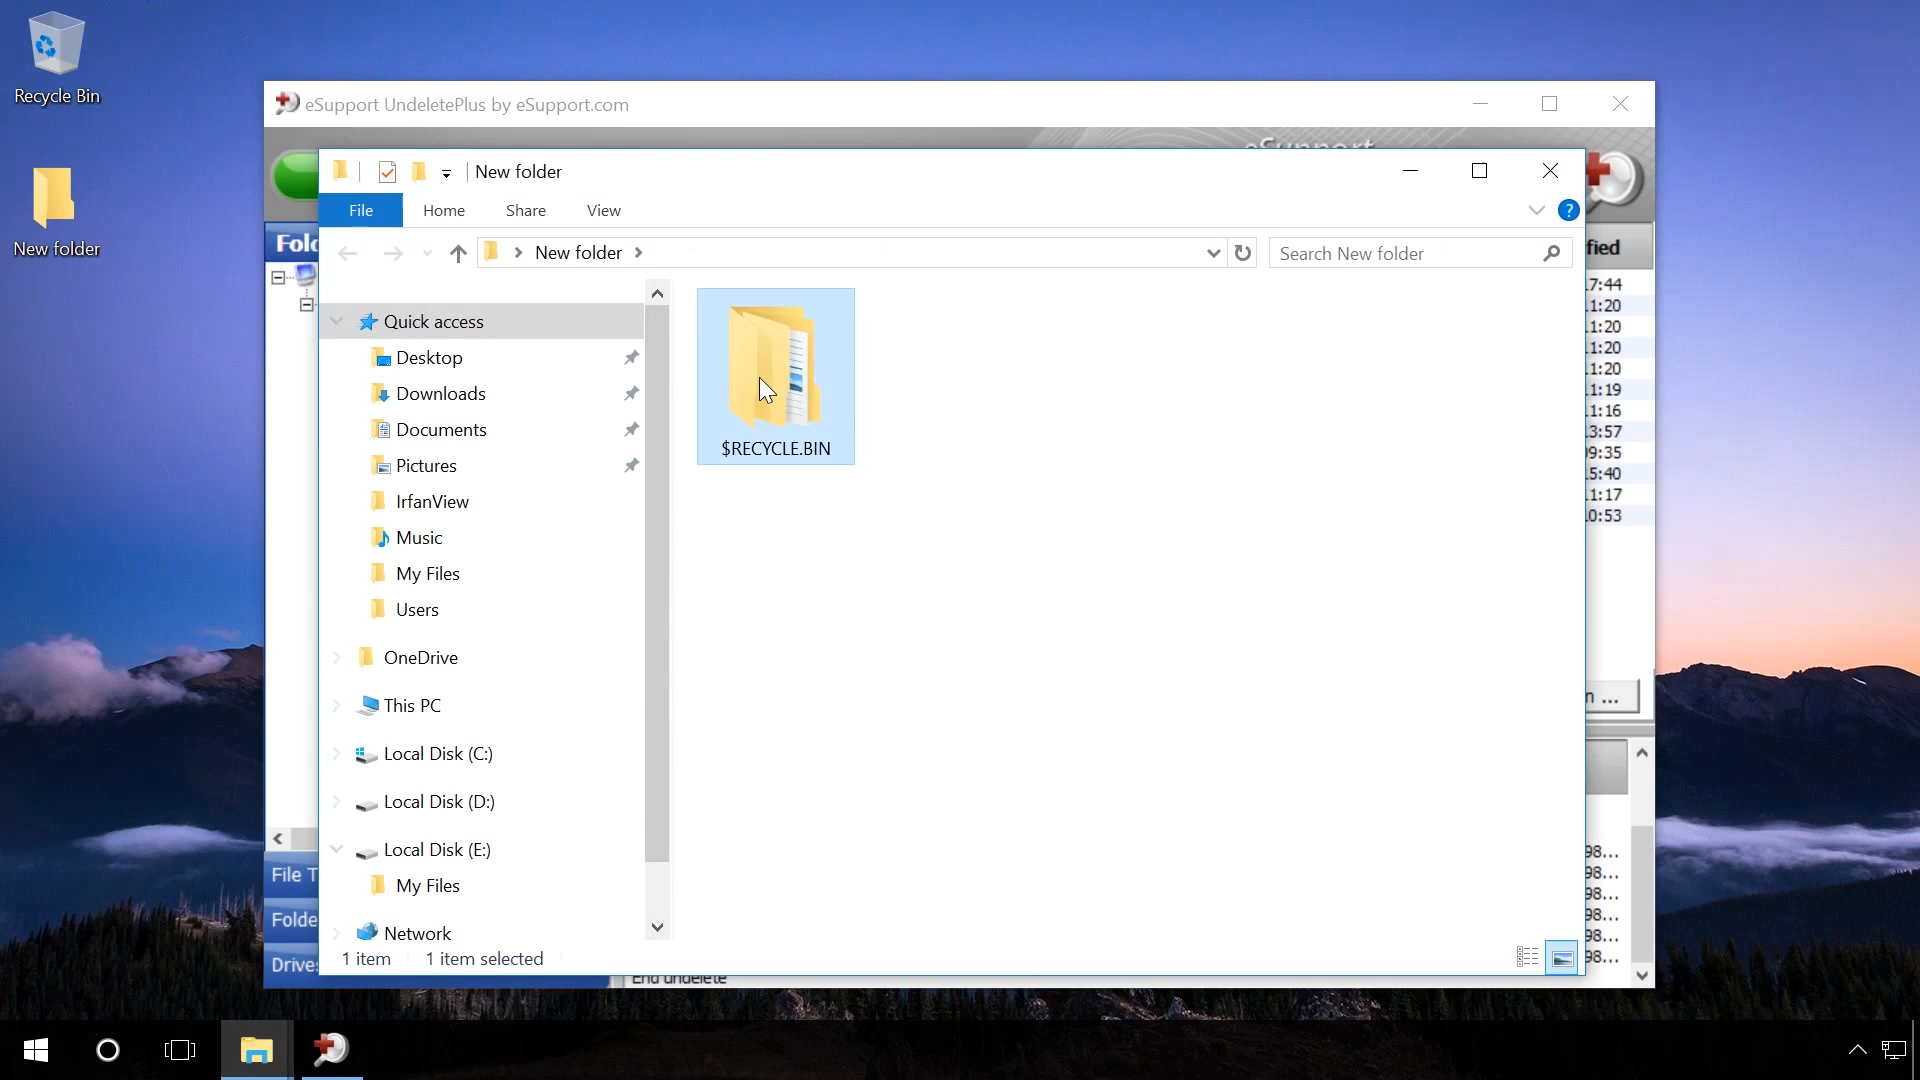 Recycle Bin
New folder
eSupport UndeletePlus by eSupport.com
New folder
File Home Share View
?
New folder
Search New folder
Quick access
Desktop
Downloads
Documents
Pictures
IrfanView
Music
My Files
Users
OneDrive
This PC
Local Disk (C:)
Local Disk (D:)
Local Disk (E:)
My Files
Network
1 item 1 item selected
$RECYCLE.BIN
Fold
File T
Folde
Drives
fied
7:44
1:20
1:20
1:20
1:20
1:19
1:16
3:57
9:35
5:40
1:17
0:53
n ...
98...
98...
98...
98...
98...
98...
End undelete